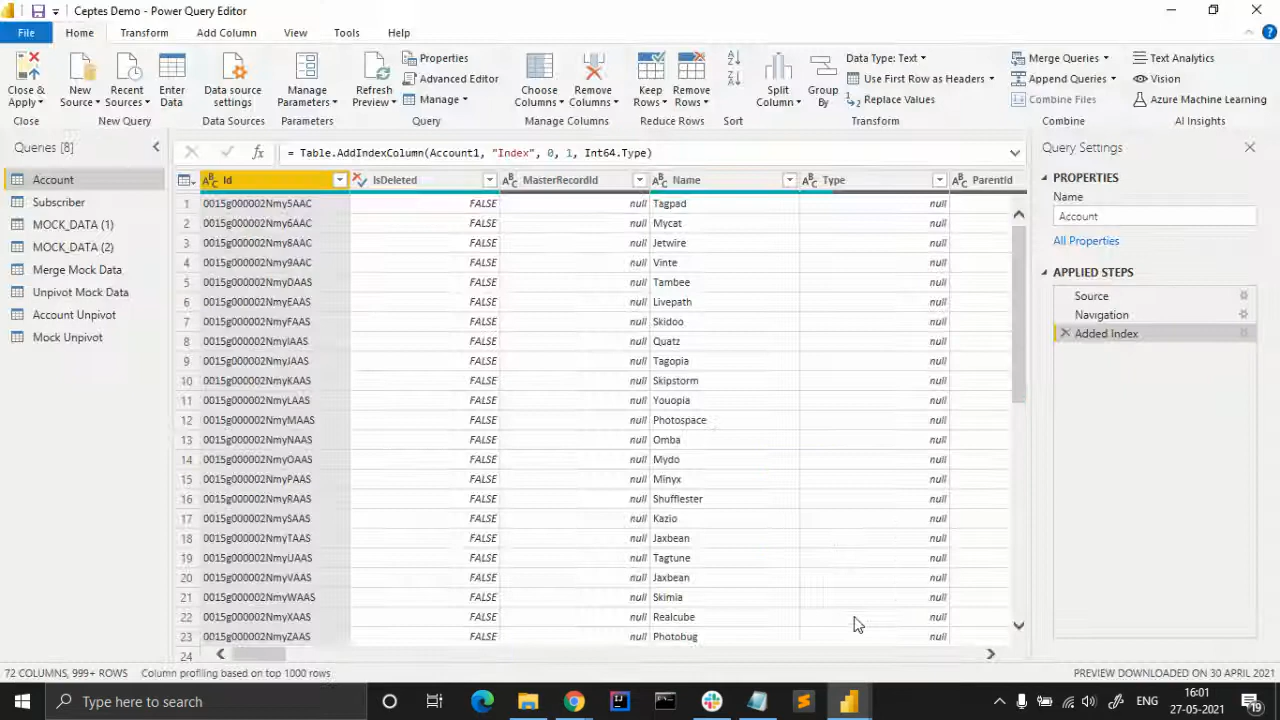 Ceptes Demo - Power Query Editor
File Home Transform Add Column View Tools Help
Close & Apply
Close
New Source
Recent Sources
Enter Data
New Query
Data source settings
Data Sources
Manage Parameters
Parameters
Refresh Preview
Properties
Advanced Editor
Manage
Query
Choose Columns
Remove Columns
Manage Columns
Keep Rows
Remove Rows
Reduce Rows
Sort
Split Column
Group By
Data Type: Text
Use First Row as Headers
Replace Values
Transform
Merge Queries
Append Queries
Combine Files
Combine
Text Analytics
Vision
Azure Machine Learning
AI Insights
Queries [8]
Account
Subscriber
MOCK_DATA (1)
MOCK_DATA (2)
Merge Mock Data
Unpivot Mock Data
Account Unpivot
Mock Unpivot
= Table.AddIndexColumn(Account1, "Index", 0, 1, Int64.Type)
Id IsDeleted MasterRecordId Name Type ParentId
1 0015g000002Nmy5AAC FALSE null Tagpad null
2 0015g000002Nmy6AAC FALSE null Mycat null
3 0015g000002Nmy8AAC FALSE null Jetwire null
4 0015g000002Nmy9AAC FALSE null Vinte null
5 0015g000002NmyDAAS FALSE null Tambee null
6 0015g000002NmyEAAS FALSE null Livepath null
7 0015g000002NmyFAAS FALSE null Skidoo null
8 0015g000002NmyIAAS FALSE null Quatz null
9 0015g000002NmyJAAS FALSE null Tagopia null
10 0015g000002NmyKAAS FALSE null Skipstorm null
11 0015g000002NmyLAAS FALSE null Youopia null
12 0015g000002NmyMAAS FALSE null Photospace null
13 0015g000002NmyNAAS FALSE null Omba null
14 0015g000002NmyOAAS FALSE null Mydo null
15 0015g000002NmyPAAS FALSE null Minyx null
16 0015g000002NmyRAAS FALSE null Shufflester null
17 0015g000002NmySAAS FALSE null Kazio null
18 0015g000002NmyTAAS FALSE null Jaxbean null
19 0015g000002NmyUAAS FALSE null Tagtune null
20 0015g000002NmyVAAS FALSE null Jaxbean null
21 0015g000002NmyWAAS FALSE null Skimia null
22 0015g000002NmyXAAS FALSE null Realcube null
23 0015g000002NmyZAAS FALSE null Photobug null
24
Query Settings
PROPERTIES
Name
Account
All Properties
APPLIED STEPS
Source
Navigation
Added Index
72 COLUMNS, 999+ ROWS Column profiling based on top 1000 rows PREVIEW DOWNLOADED ON 30 APRIL 2021
Type here to search
ENG
16:01
27-05-2021
19